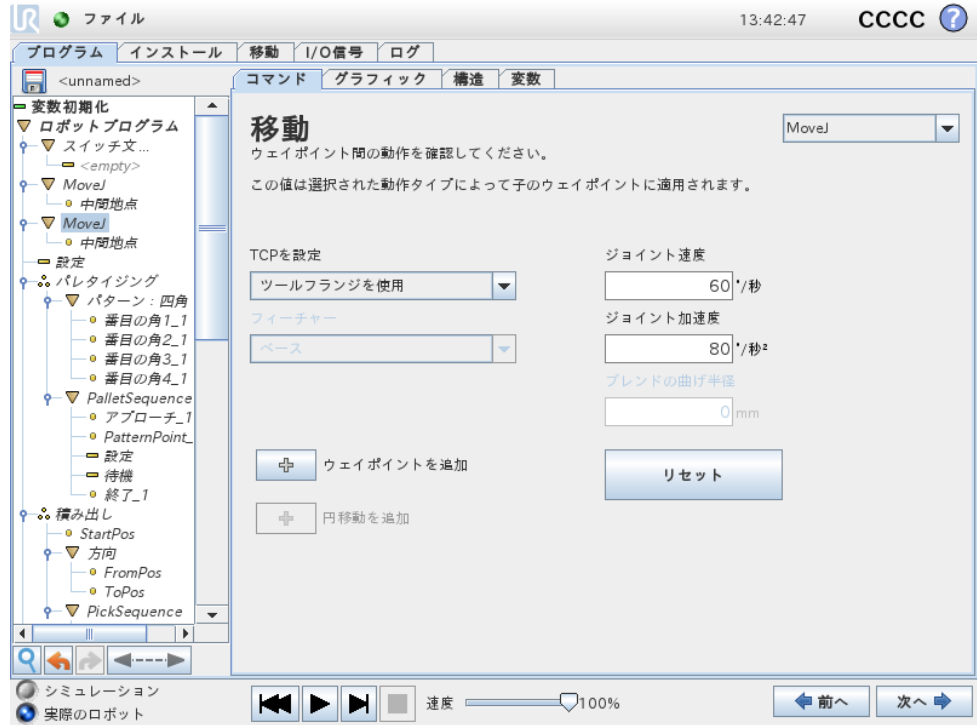 UR ファイル 13:42:47 CCCC ?
プログラム インストール 移動 I/O信号 ログ
<unnamed> コマンド グラフィック 構造 変数
変数初期化
ロボットプログラム
スイッチ文...
<empty>
MoveJ
中間地点
MoveJ
中間地点
設定
パレタイジング
パターン：四角
番目の角1_1
番目の角2_1
番目の角3_1
番目の角4_1
PalletSequence
アプローチ_1
PatternPoint_
設定
待機
終了_1
積み出し
StartPos
方向
FromPos
ToPos
PickSequence
移動
MoveJ
ウェイポイント間の動作を確認してください。
この値は選択された動作タイプによって子のウェイポイントに適用されます。
TCPを設定
ツールフランジを使用
フィーチャー
ベース
ジョイント速度
60 °/秒
ジョイント加速度
80 °/秒²
ブレンドの曲げ半径
0 mm
ウェイポイントを追加
円移動を追加
リセット
シミュレーション
実際のロボット
速度 100%
前へ 次へ